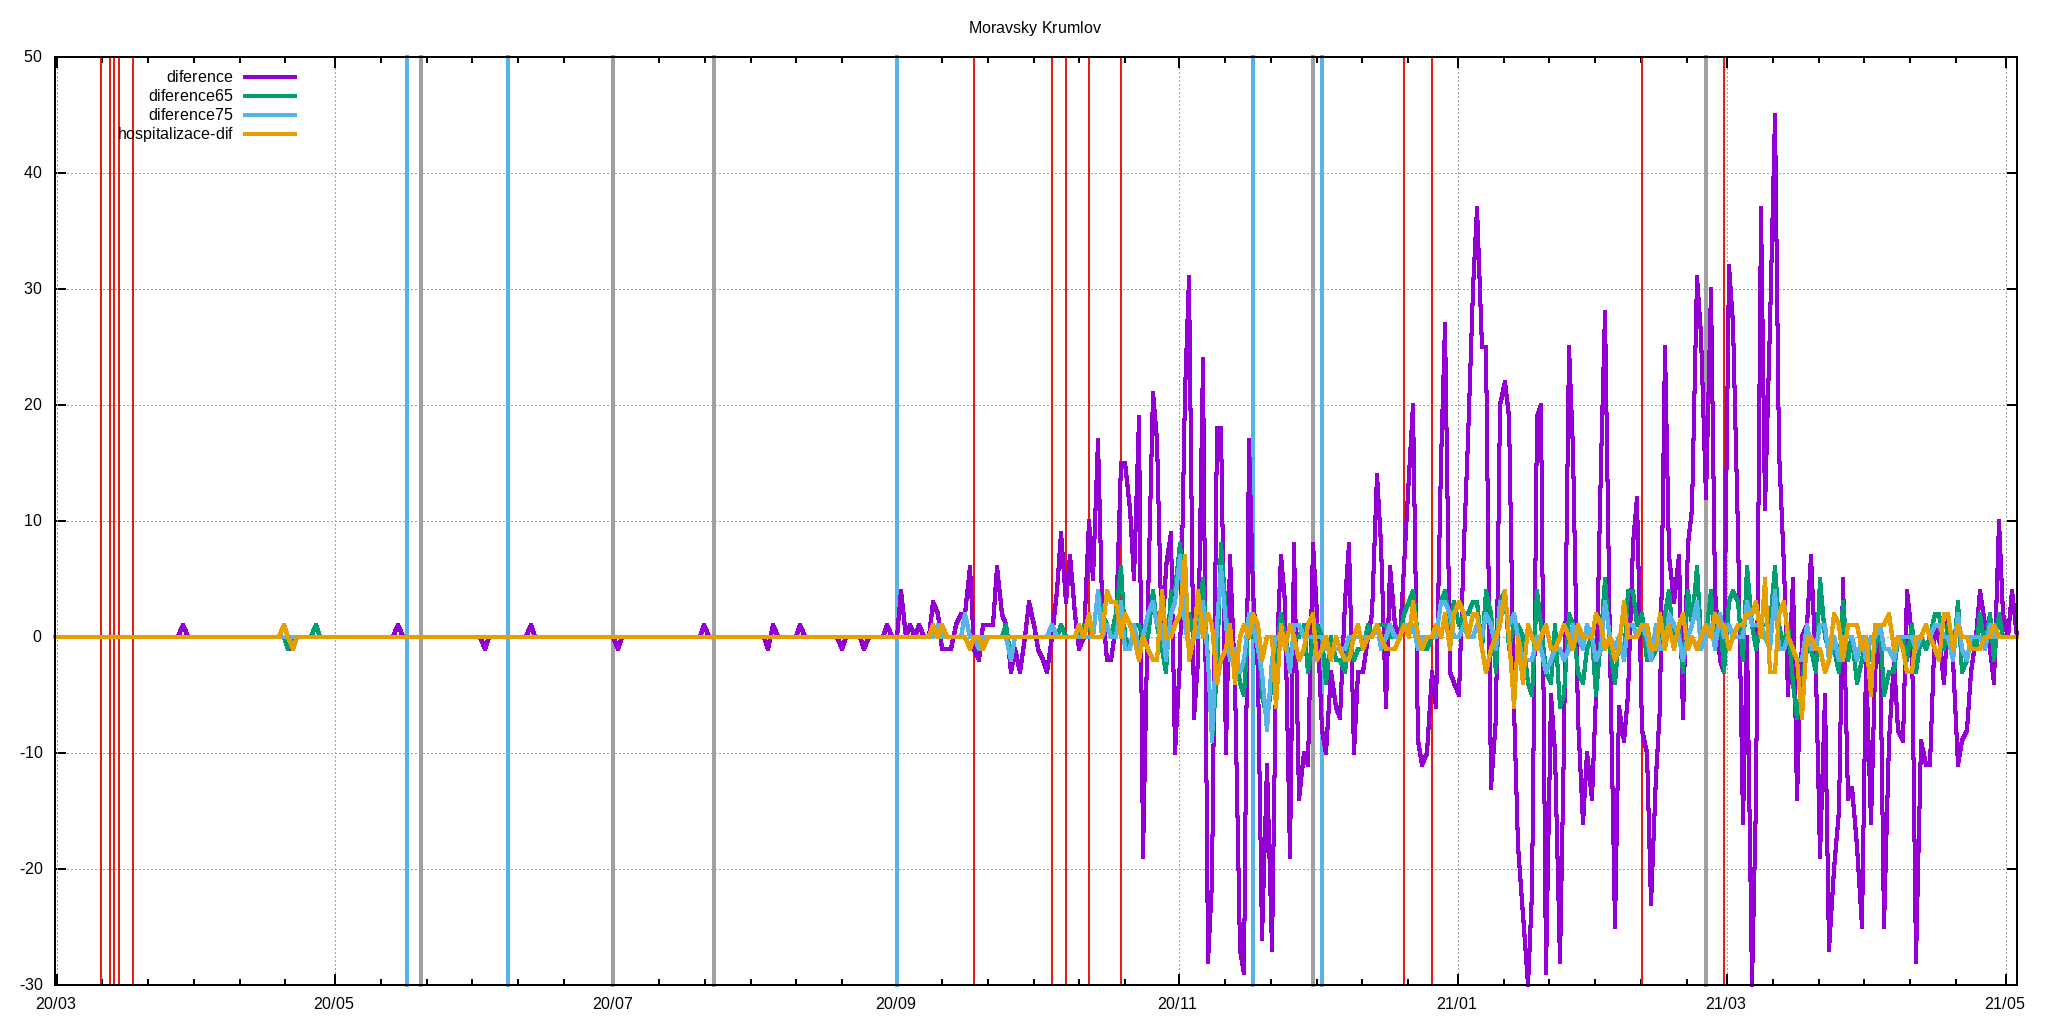 Moravsky Krumlov
50
40
30
20
10
0
-10
-20
-30
diference
diference65
diference75
hospitalizace-dif
20/03 20/05 20/07 20/09 20/11 21/01 21/03 21/05